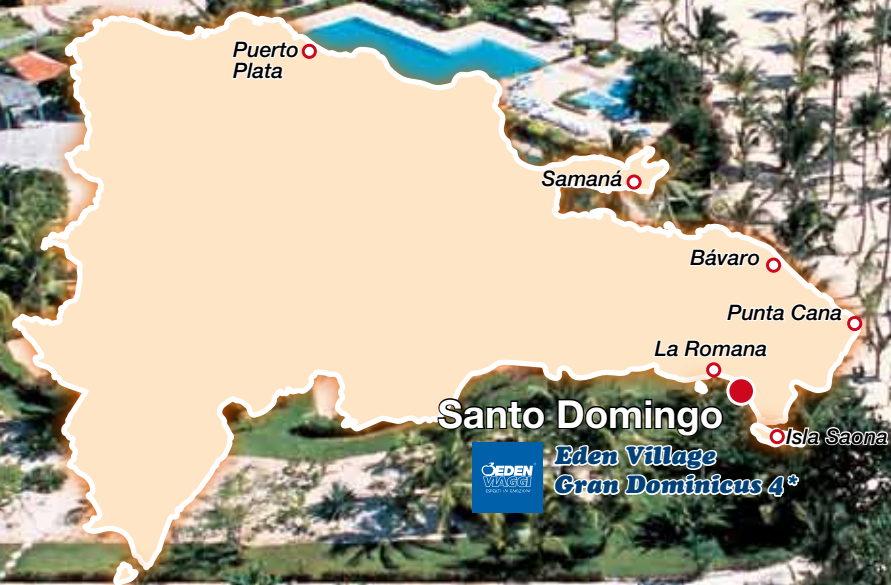 Puerto
Plata
Samaná
Bávaro
Punta Cana
La Romana
Santo Domingo
Isla Saona
EDEN
VIAGGI
Eden Village
Gran Dominicus 4*